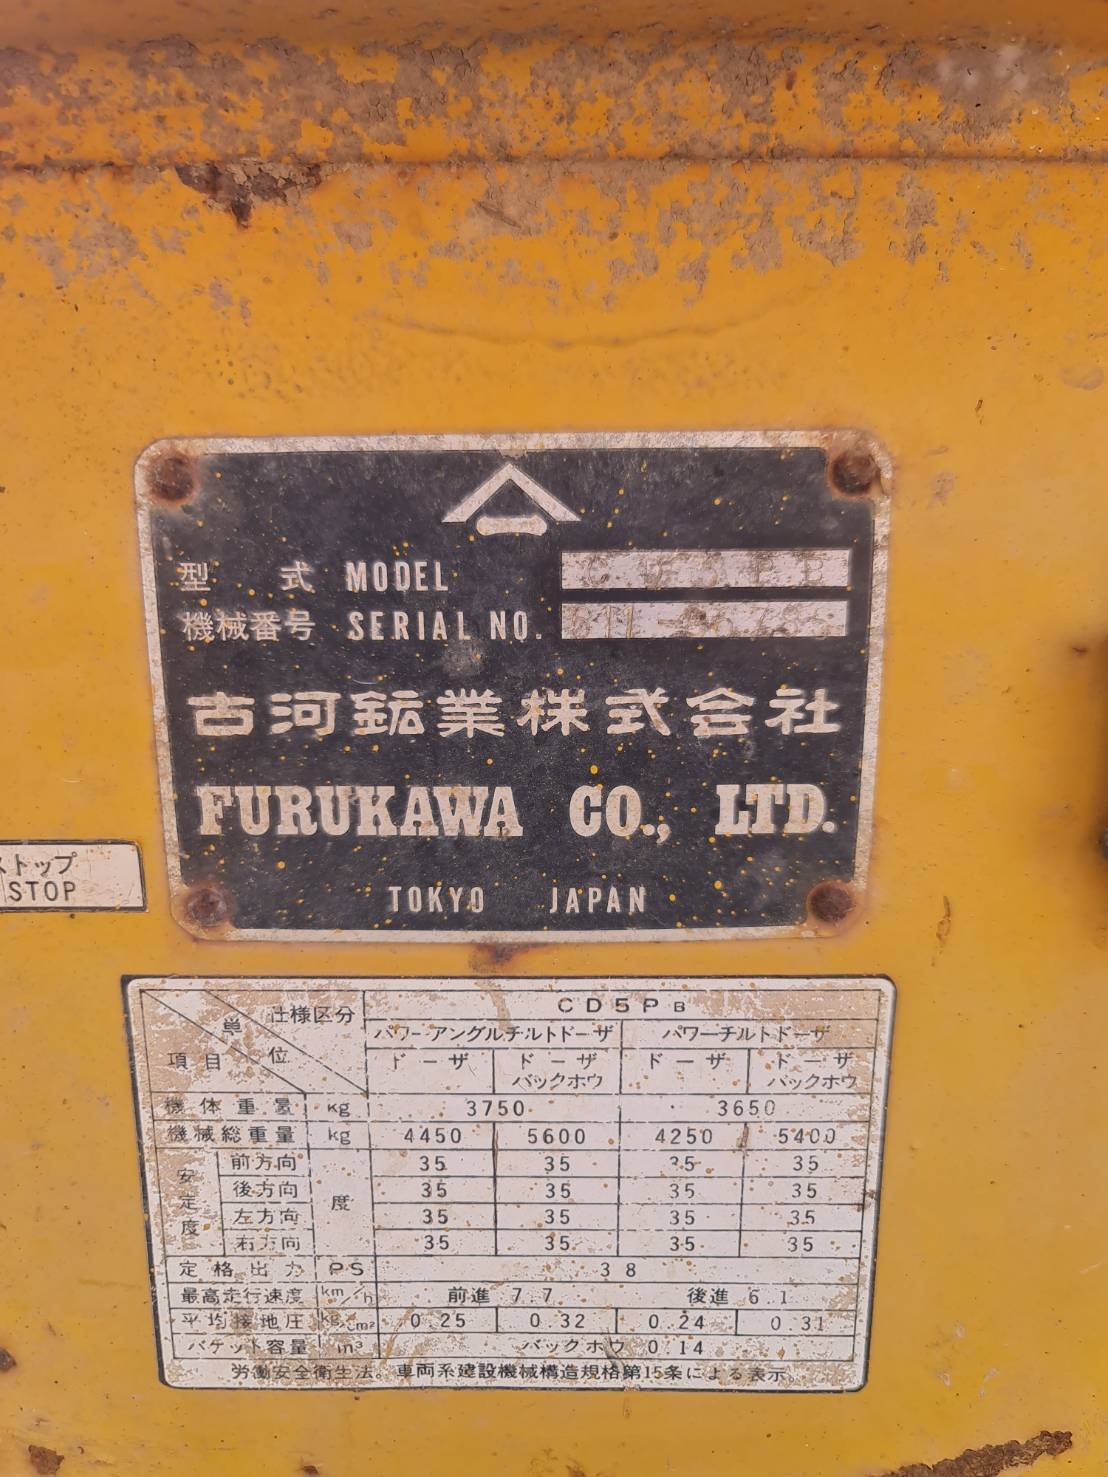 型式 MODEL CD5PB
機械番号 SERIAL NO.
古河鉱業株式会社
FURUKAWA CO., LTD.
TOKYO JAPAN
ストップ
STOP
仕様区分 CD5PB
単位 パワーアングルチルトドーザ パワーチルトドーザ
項目 ドーザ ドーザ ドーザ ドーザ
バックホウ バックホウ
機体重量 kg 3750 3650
機械総重量 kg 4450 5600 4250 5400
安定度 前方向 度 35 35 35 35
後方向 35 35 35 35
左方向 35 35 35 35
右方向 35 35 35 35
定格出力 PS 38
最高走行速度 km/h 前進 7.7 後進 6.1
平均接地圧 kg/cm² 0.25 0.32 0.24 0.31
バケット容量 m³ バックホウ 0.14
労働安全衛生法。車両系建設機械構造規格第15条による表示。